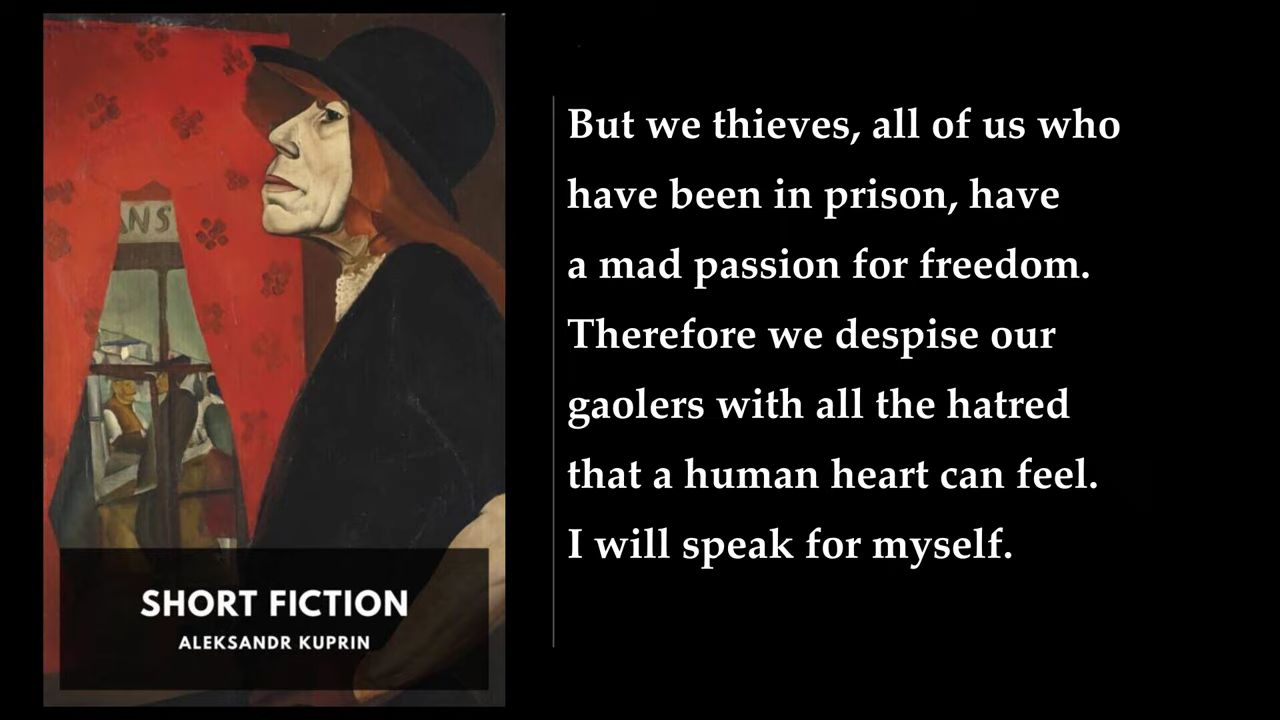 ANS
SHORT FICTION
ALEKSANDR KUPRIN
But we thieves, all of us who
have been in prison, have
a mad passion for freedom.
Therefore we despise our
gaolers with all the hatred
that a human heart can feel.
I will speak for myself.